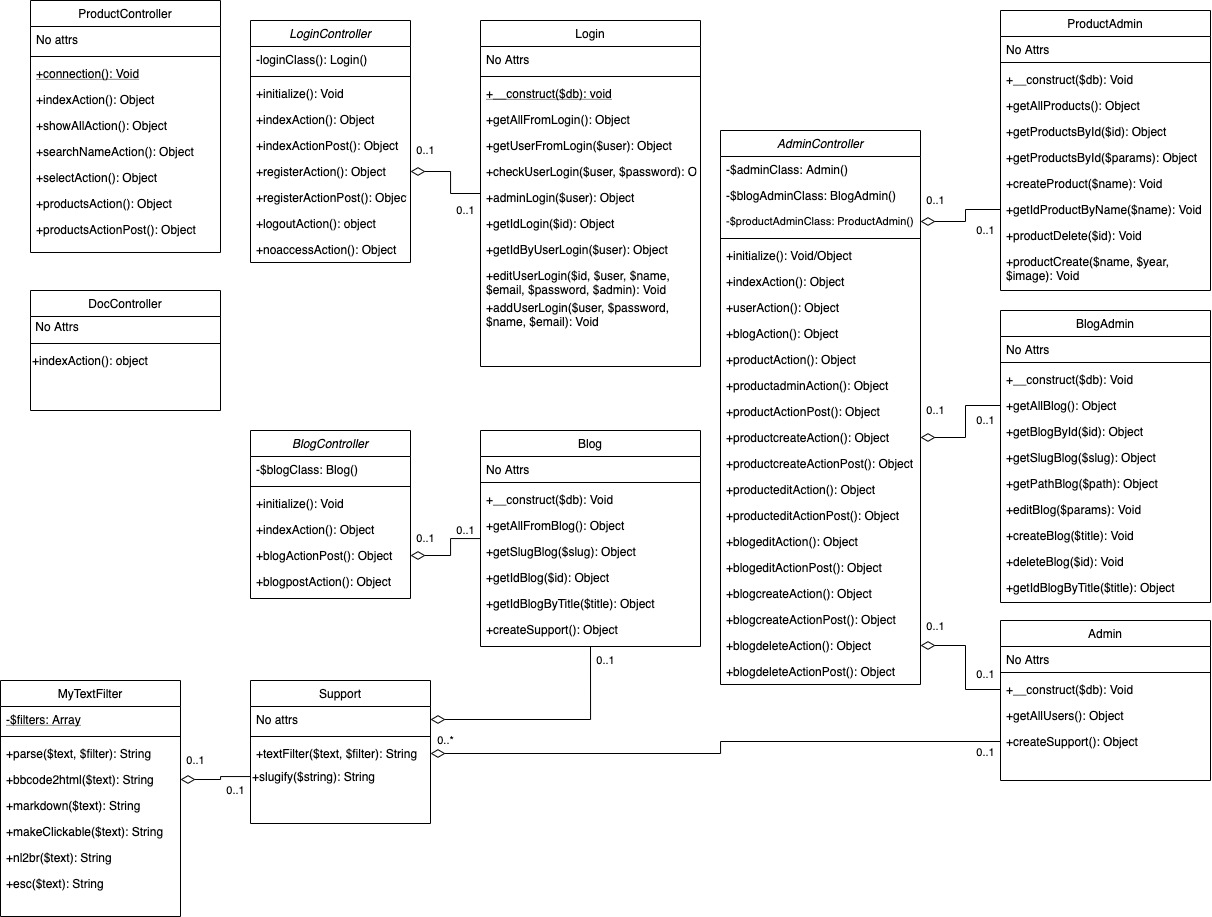 ProductController
No attrs
+connection(): Void
+indexAction(): Object
+showAllAction(): Object
+searchNameAction(): Object
+selectAction(): Object
+productsAction(): Object
+productsActionPost(): Object
DocController
No Attrs
+indexAction(): object
LoginController
-loginClass(): Login()
+initialize(): Void
+indexAction(): Object
+indexActionPost(): Object
+registerAction(): Object
+registerActionPost(): Objec
+logoutAction(): object
+noaccessAction(): Object
0..1
0..1
Login
No Attrs
+__construct($db): void
+getAllFromLogin(): Object
+getUserFromLogin($user): Object
+checkUserLogin($user, $password): O
+adminLogin($user): Object
+getIdLogin($id): Object
+getIdByUserLogin($user): Object
+editUserLogin($id, $user, $name,
$email, $password, $admin): Void
+addUserLogin($user, $password,
$name, $email): Void
BlogController
-$blogClass: Blog()
+initialize(): Void
+indexAction(): Object
+blogActionPost(): Object
+blogpostAction(): Object
0..1
0..1
Blog
No Attrs
+__construct($db): Void
+getAllFromBlog(): Object
+getSlugBlog($slug): Object
+getIdBlog($id): Object
+getIdBlogByTitle($title): Object
+createSupport(): Object
0..1
AdminController
-$adminClass: Admin()
-$blogAdminClass: BlogAdmin()
-$productAdminClass: ProductAdmin()
+initialize(): Void/Object
+indexAction(): Object
+userAction(): Object
+blogAction(): Object
+productAction(): Object
+productadminAction(): Object
+productActionPost(): Object
+productcreateAction(): Object
+productcreateActionPost(): Object
+producteditAction(): Object
+producteditActionPost(): Object
+blogeditAction(): Object
+blogeditActionPost(): Object
+blogcreateAction(): Object
+blogcreateActionPost(): Object
+blogdeleteAction(): Object
+blogdeleteActionPost(): Object
0..1
0..1
0..1
0..1
0..1
0..1
ProductAdmin
No Attrs
+__construct($db): Void
+getAllProducts(): Object
+getProductsById($id): Object
+getProductsById($params): Object
+createProduct($name): Void
+getIdProductByName($name): Void
+productDelete($id): Void
+productCreate($name, $year,
$image): Void
BlogAdmin
No Attrs
+__construct($db): Void
+getAllBlog(): Object
+getBlogById($id): Object
+getSlugBlog($slug): Object
+getPathBlog($path): Object
+editBlog($params): Void
+createBlog($title): Void
+deleteBlog($id): Void
+getIdBlogByTitle($title): Object
Admin
No Attrs
+__construct($db): Void
+getAllUsers(): Object
+createSupport(): Object
MyTextFilter
-$filters: Array
+parse($text, $filter): String
+bbcode2html($text): String
+markdown($text): String
+makeClickable($text): String
+nl2br($text): String
+esc($text): String
0..1
0..1
Support
No attrs
+textFilter($text, $filter): String
+slugify($string): String
0..*
0..1